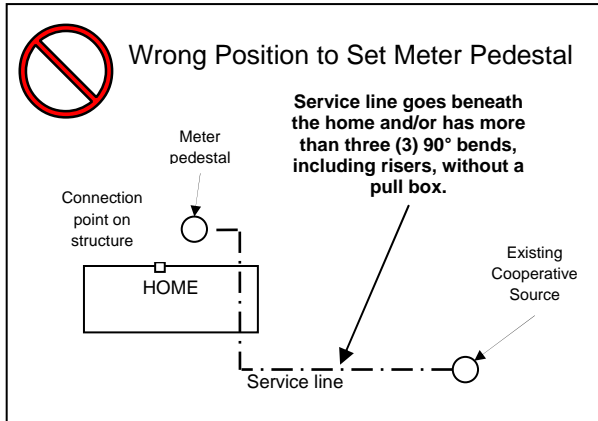 Wrong Position to Set Meter Pedestal
Service line goes beneath
the home and/or has more
than three (3) 90° bends,
including risers, without a
pull box.
Meter
pedestal
Connection
point on
structure
HOME
Existing
Cooperative
Source
Service line